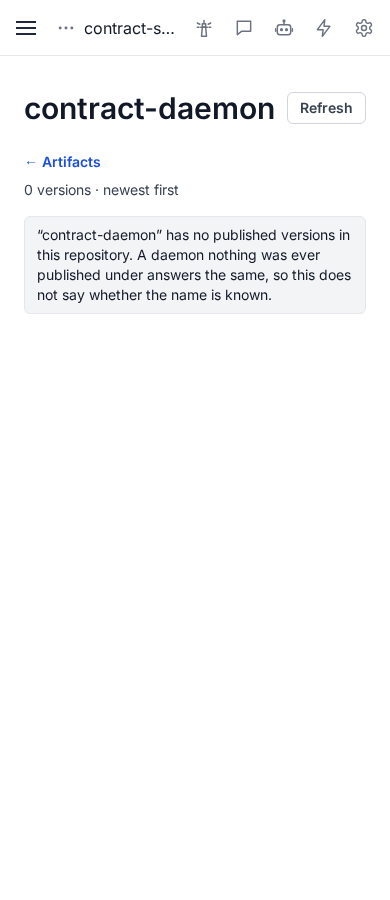 contract-s...
contract-daemon
Refresh
← Artifacts
0 versions · newest first
“contract-daemon” has no published versions in
this repository. A daemon nothing was ever
published under answers the same, so this does
not say whether the name is known.